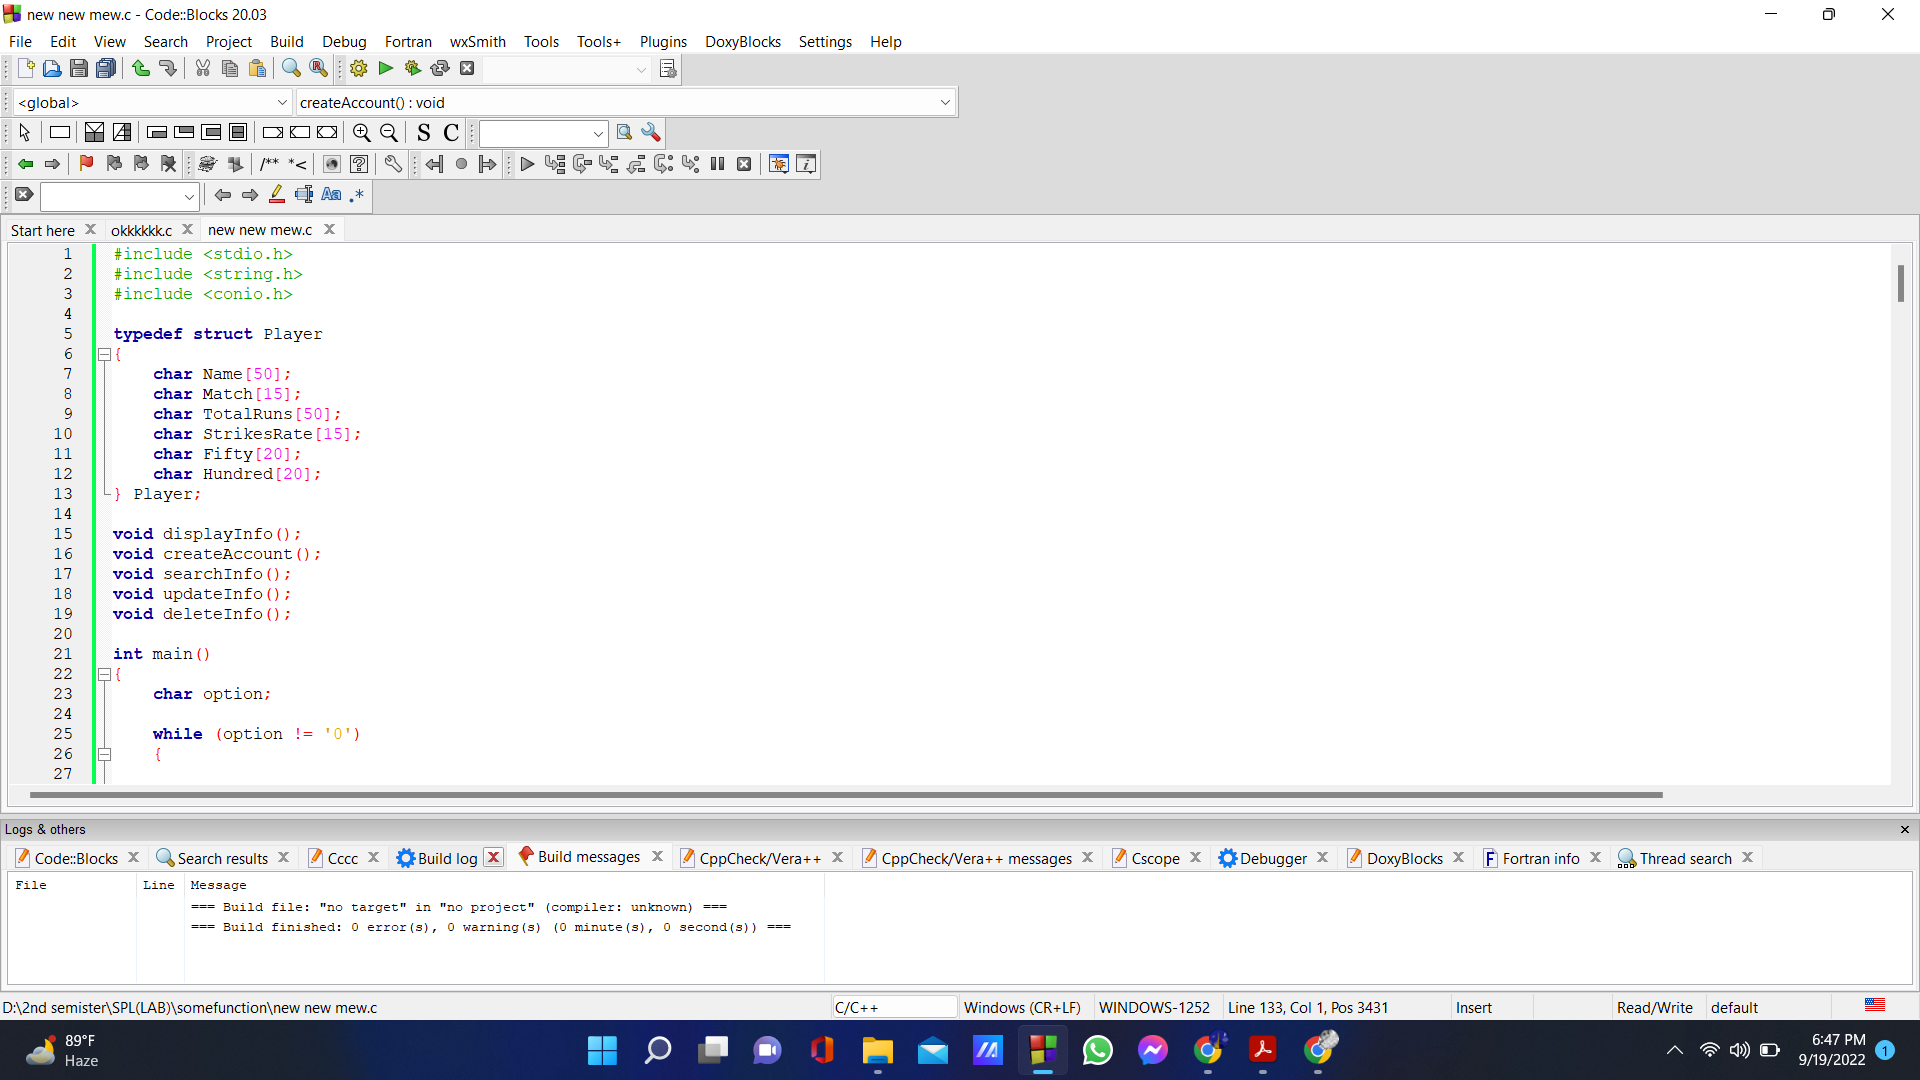 new new mew.c - Code::Blocks 20.03
File Edit View Search Project Build Debug Fortran wxSmith Tools Tools+ Plugins DoxyBlocks Settings Help
<global> createAccount() : void
S C
/** *<
Aa .*
Start here okkkkkk.c new new mew.c
1 #include <stdio.h>
2 #include <string.h>
3 #include <conio.h>
4
5 typedef struct Player
6 {
7 char Name[50];
8 char Match[15];
9 char TotalRuns[50];
10 char StrikesRate[15];
11 char Fifty[20];
12 char Hundred[20];
13 } Player;
14
15 void displayInfo();
16 void createAccount();
17 void searchInfo();
18 void updateInfo();
19 void deleteInfo();
20
21 int main()
22 {
23 char option;
24
25 while (option != '0')
26 {
27
Logs & others
Code::Blocks Search results Cccc Build log Build messages CppCheck/Vera++ CppCheck/Vera++ messages Cscope Debugger DoxyBlocks Fortran info Thread search
File Line Message
=== Build file: "no target" in "no project" (compiler: unknown) ===
=== Build finished: 0 error(s), 0 warning(s) (0 minute(s), 0 second(s)) ===
D:\2nd semister\SPL(LAB)\somefunction\new new mew.c C/C++ Windows (CR+LF) WINDOWS-1252 Line 133, Col 1, Pos 3431 Insert Read/Write default
89°F
Haze
6:47 PM
9/19/2022
1